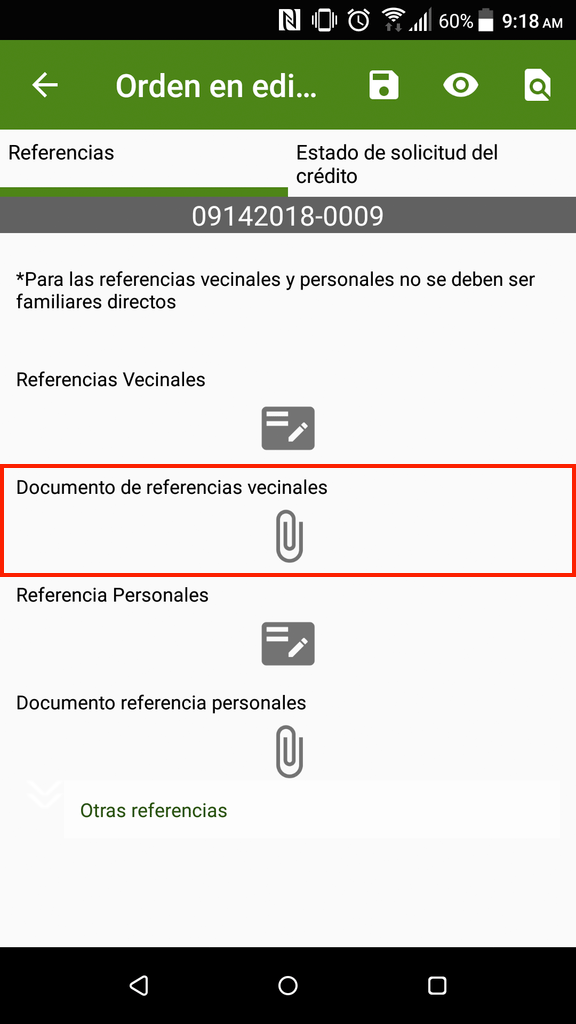 60% 9:18 AM
Orden en edi...
Referencias
Estado de solicitud del
crédito
09142018-0009
*Para las referencias vecinales y personales no se deben ser
familiares directos
Referencias Vecinales
Documento de referencias vecinales
Referencia Personales
Documento referencia personales
Otras referencias